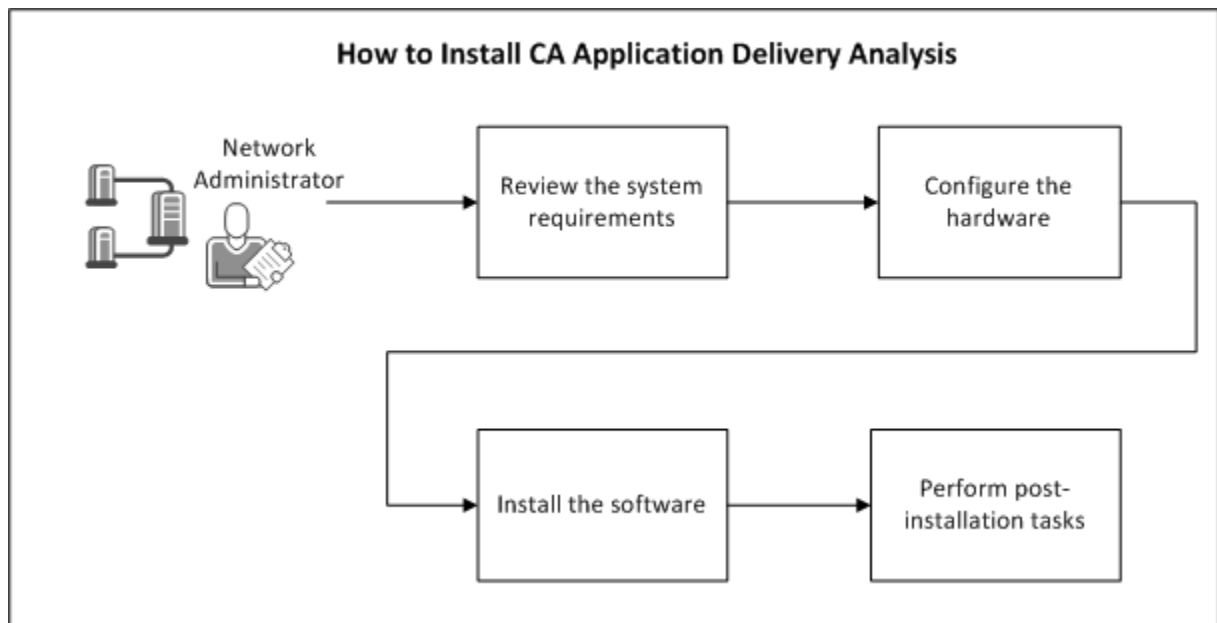 How to Install CA Application Delivery Analysis
Network
Administrator
Review the system
requirements
Configure the
hardware
Install the software
Perform post-
installation tasks